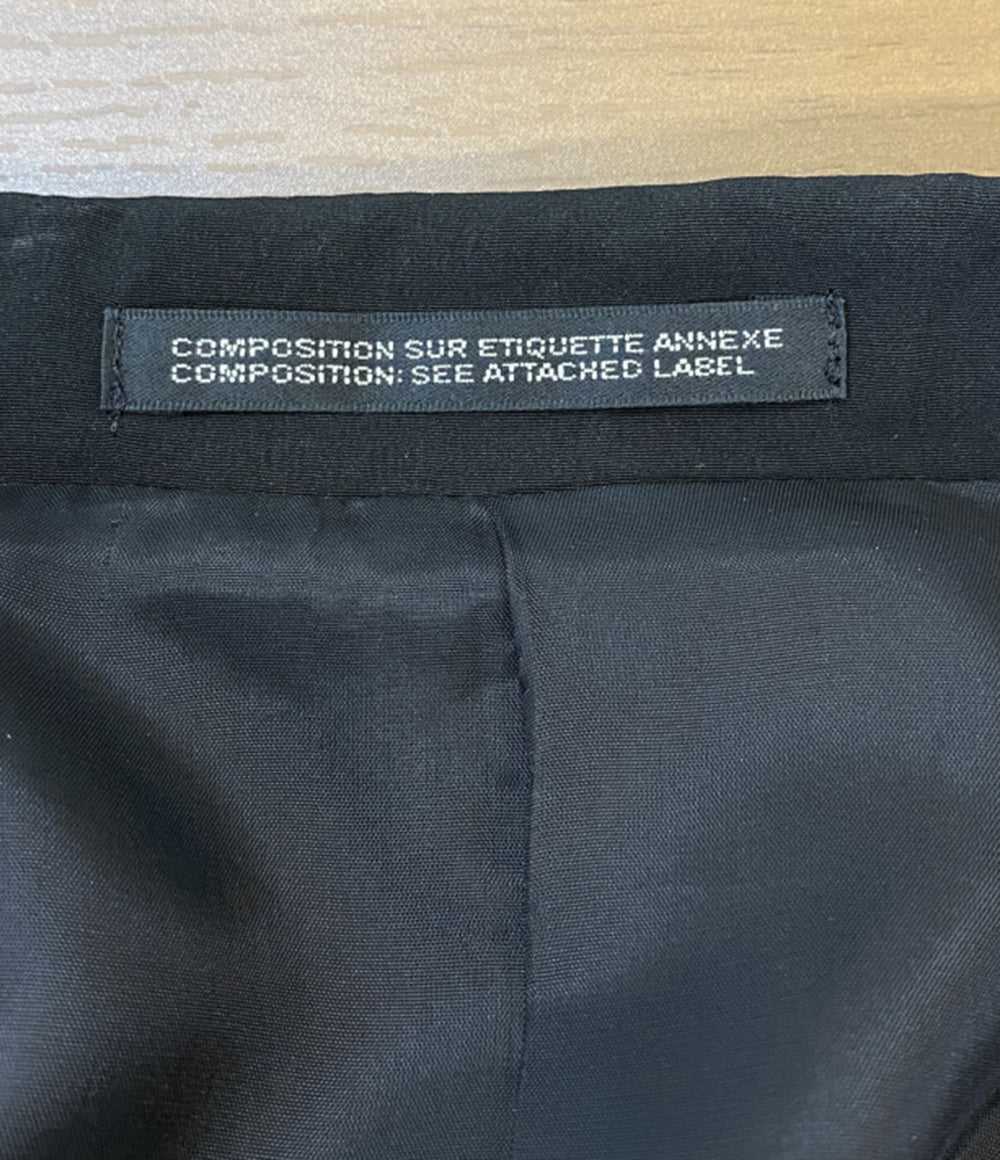 COMPOSITION SUR ETIQUETTE ANNEXE
COMPOSITION: SEE ATTACHED LABEL